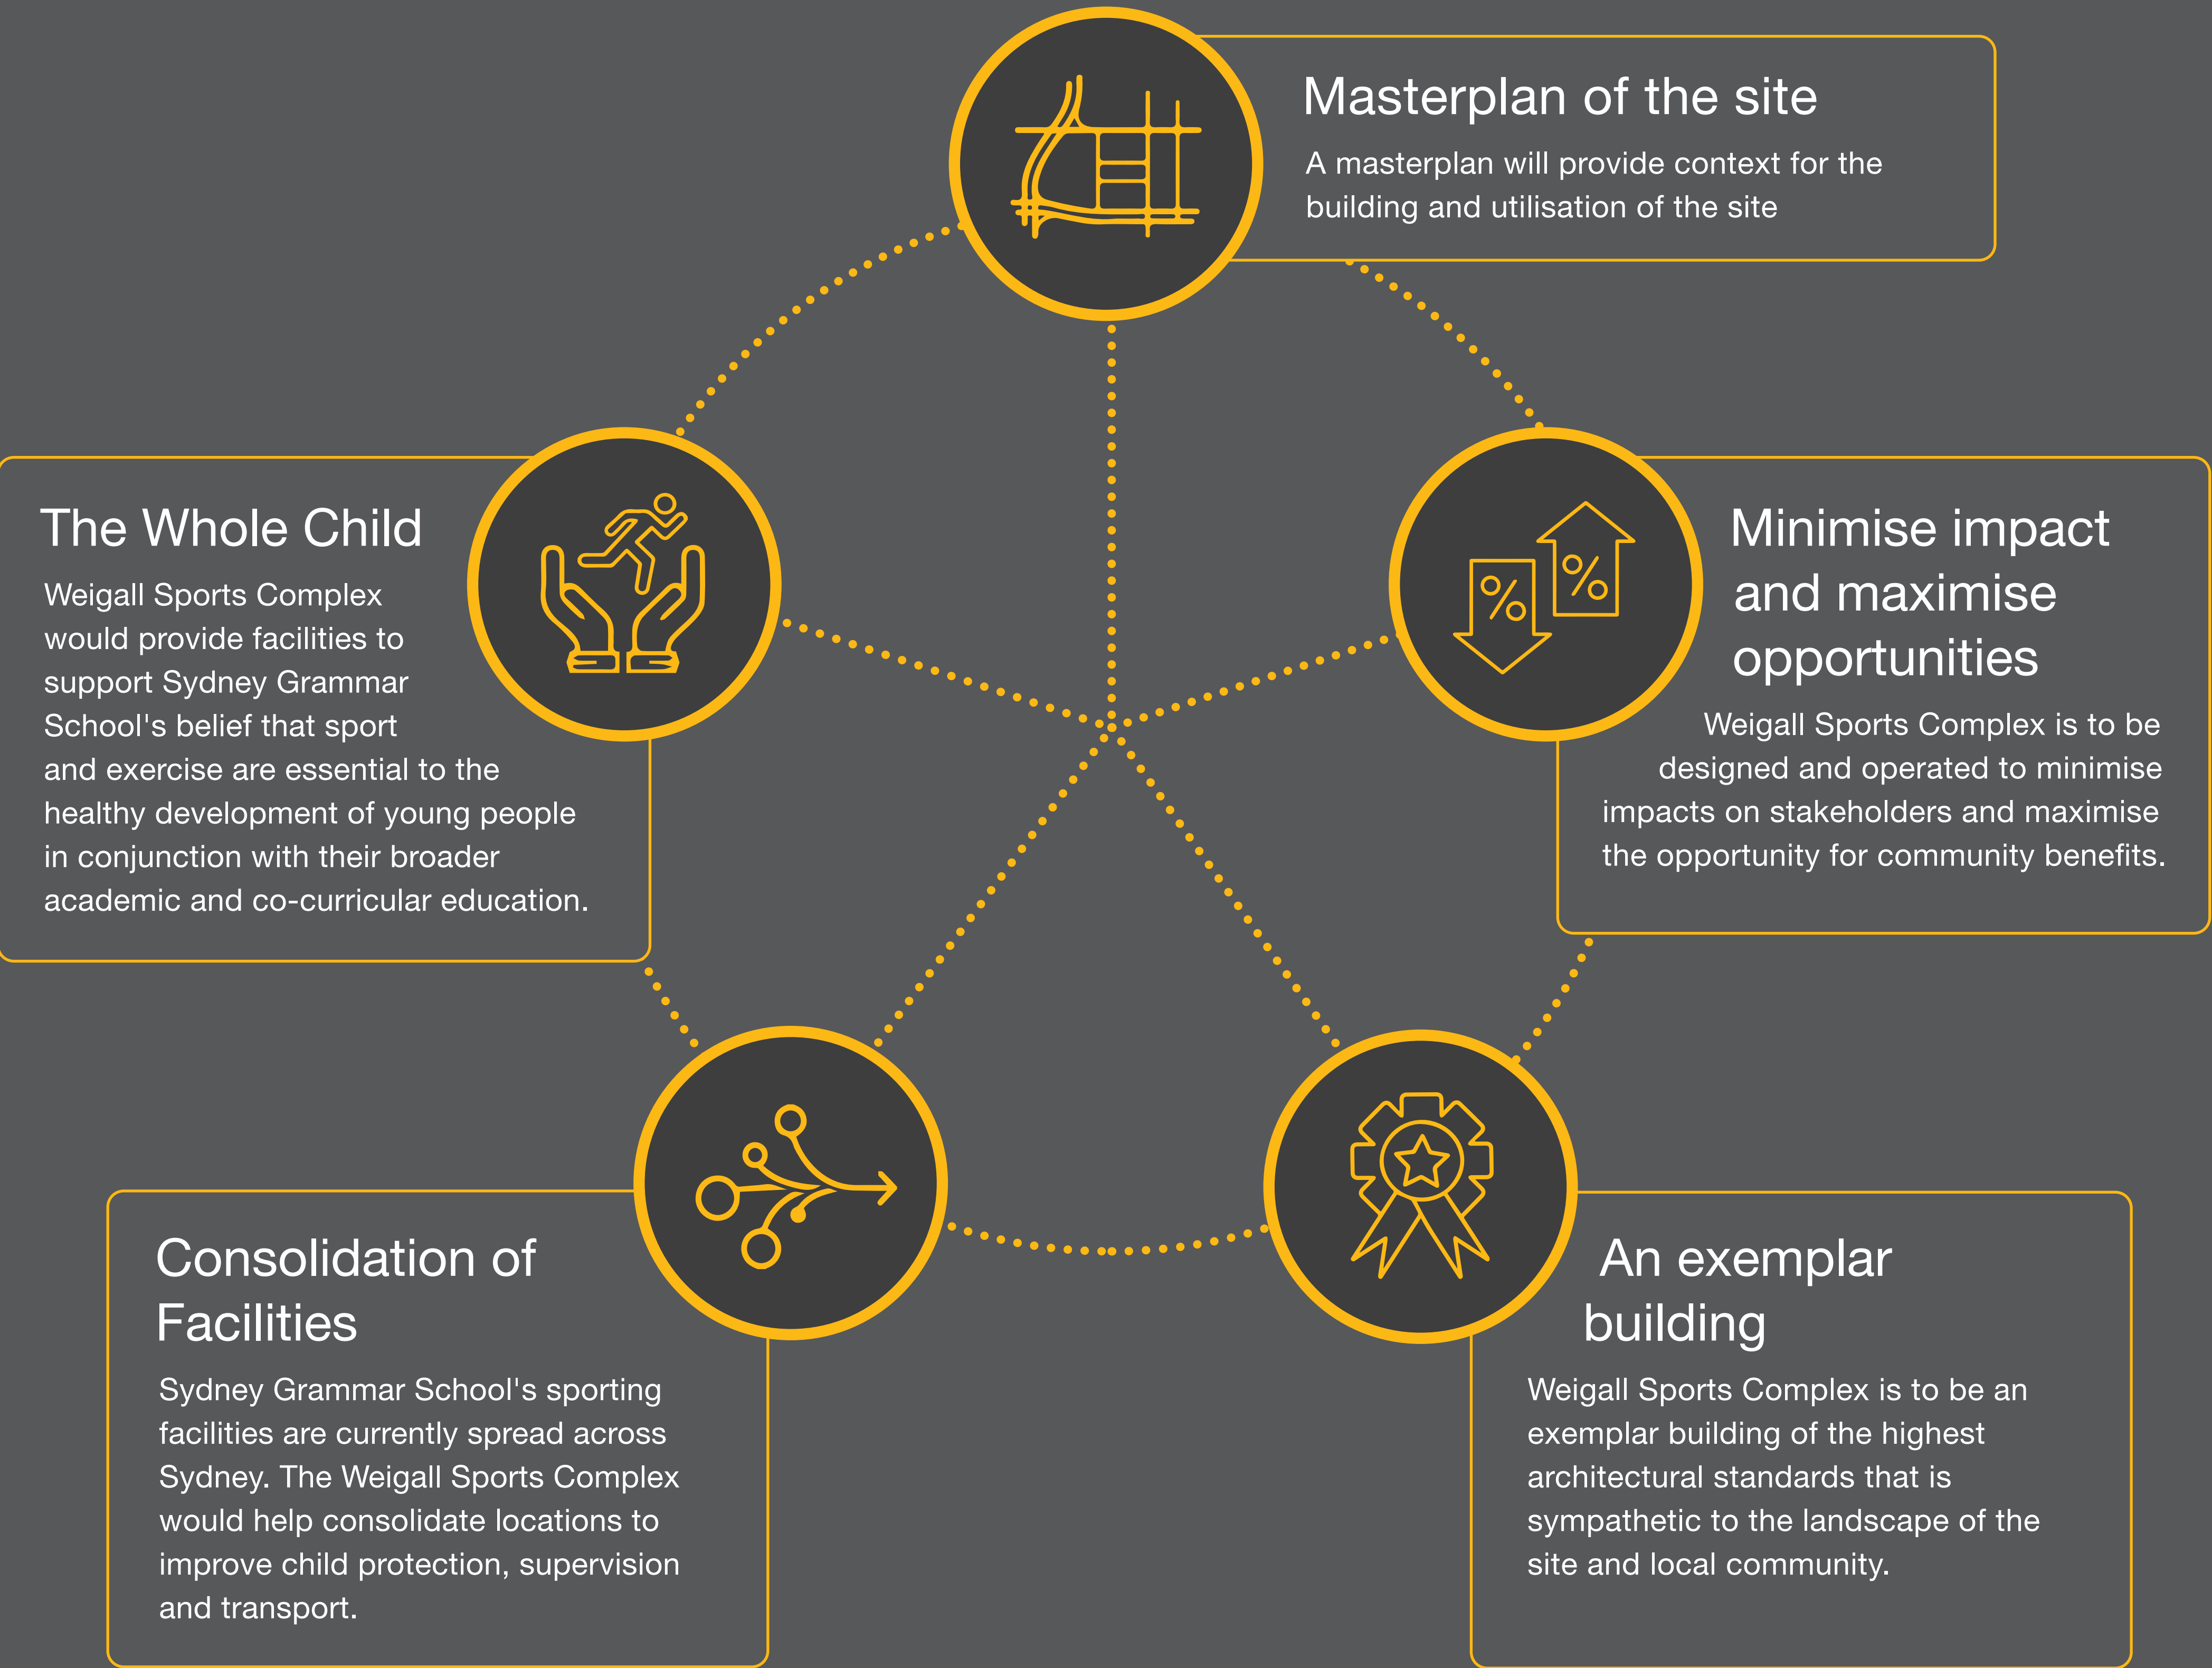 Masterplan of the site
A masterplan will provide context for the
building and utilisation of the site
The Whole Child
Weigall Sports Complex
would provide facilities to
support Sydney Grammar
School's belief that sport
and exercise are essential to the
healthy development of young people
in conjunction with their broader
academic and co-curricular education.
Minimise impact
and maximise
opportunities
Weigall Sports Complex is to be
designed and operated to minimise
impacts on stakeholders and maximise
the opportunity for community benefits.
%
%
Consolidation of
Facilities
Sydney Grammar School's sporting
facilities are currently spread across
Sydney. The Weigall Sports Complex
would help consolidate locations to
improve child protection, supervision
and transport.
An exemplar
building
Weigall Sports Complex is to be an
exemplar building of the highest
architectural standards that is
sympathetic to the landscape of the
site and local community.